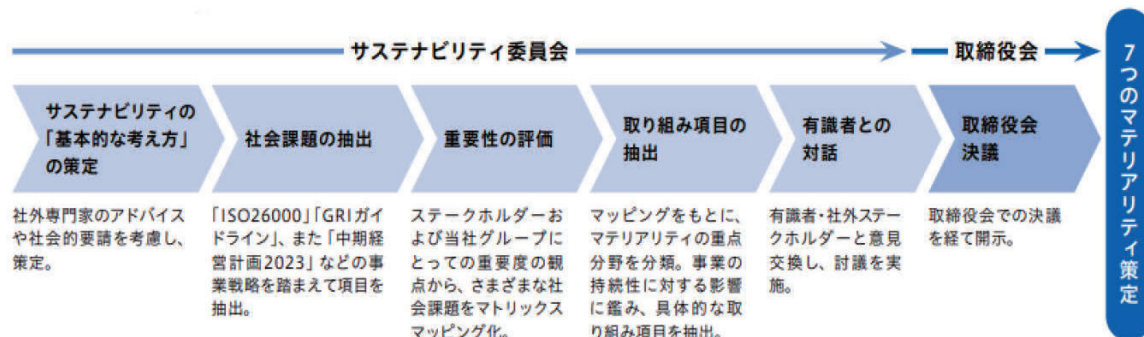 サステナビリティ委員会
取締役会
サステナビリティの
「基本的な考え方」
の策定
社外専門家のアドバイス
や社会的要請を考慮し、
策定。
社会課題の抽出
「ISO26000」「GRIガイ
ドライン」、また「中期経
営計画2023」などの事
業戦略を踏まえて項目を
抽出。
重要性の評価
ステークホルダーお
よび当社グループに
とっての重要度の観
点から、さまざまな社
会課題をマトリックス
マッピング化。
取り組み項目の
抽出
マッピングをもとに、
マテリアリティの重点
分野を分類。事業の
持続性に対する影響
に鑑み、具体的な取
り組み項目を抽出。
有識者との
対話
有識者・社外ステー
クホルダーと意見
交換し、討議を実
施。
取締役会
決議
取締役会での決議
を経て開示。
7つのマテリアリティ策定